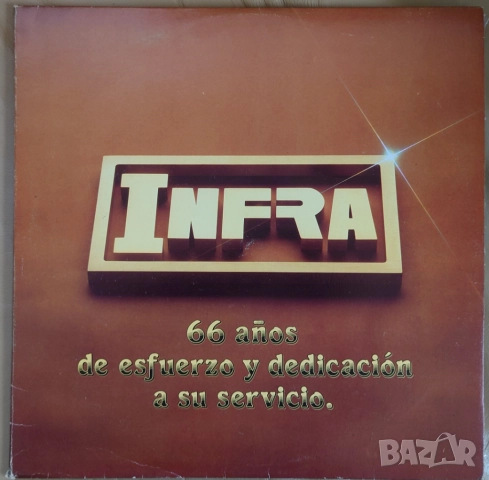 INFRA
66 años
de esfuerzo y dedicación
a su servicio.
BAZAR